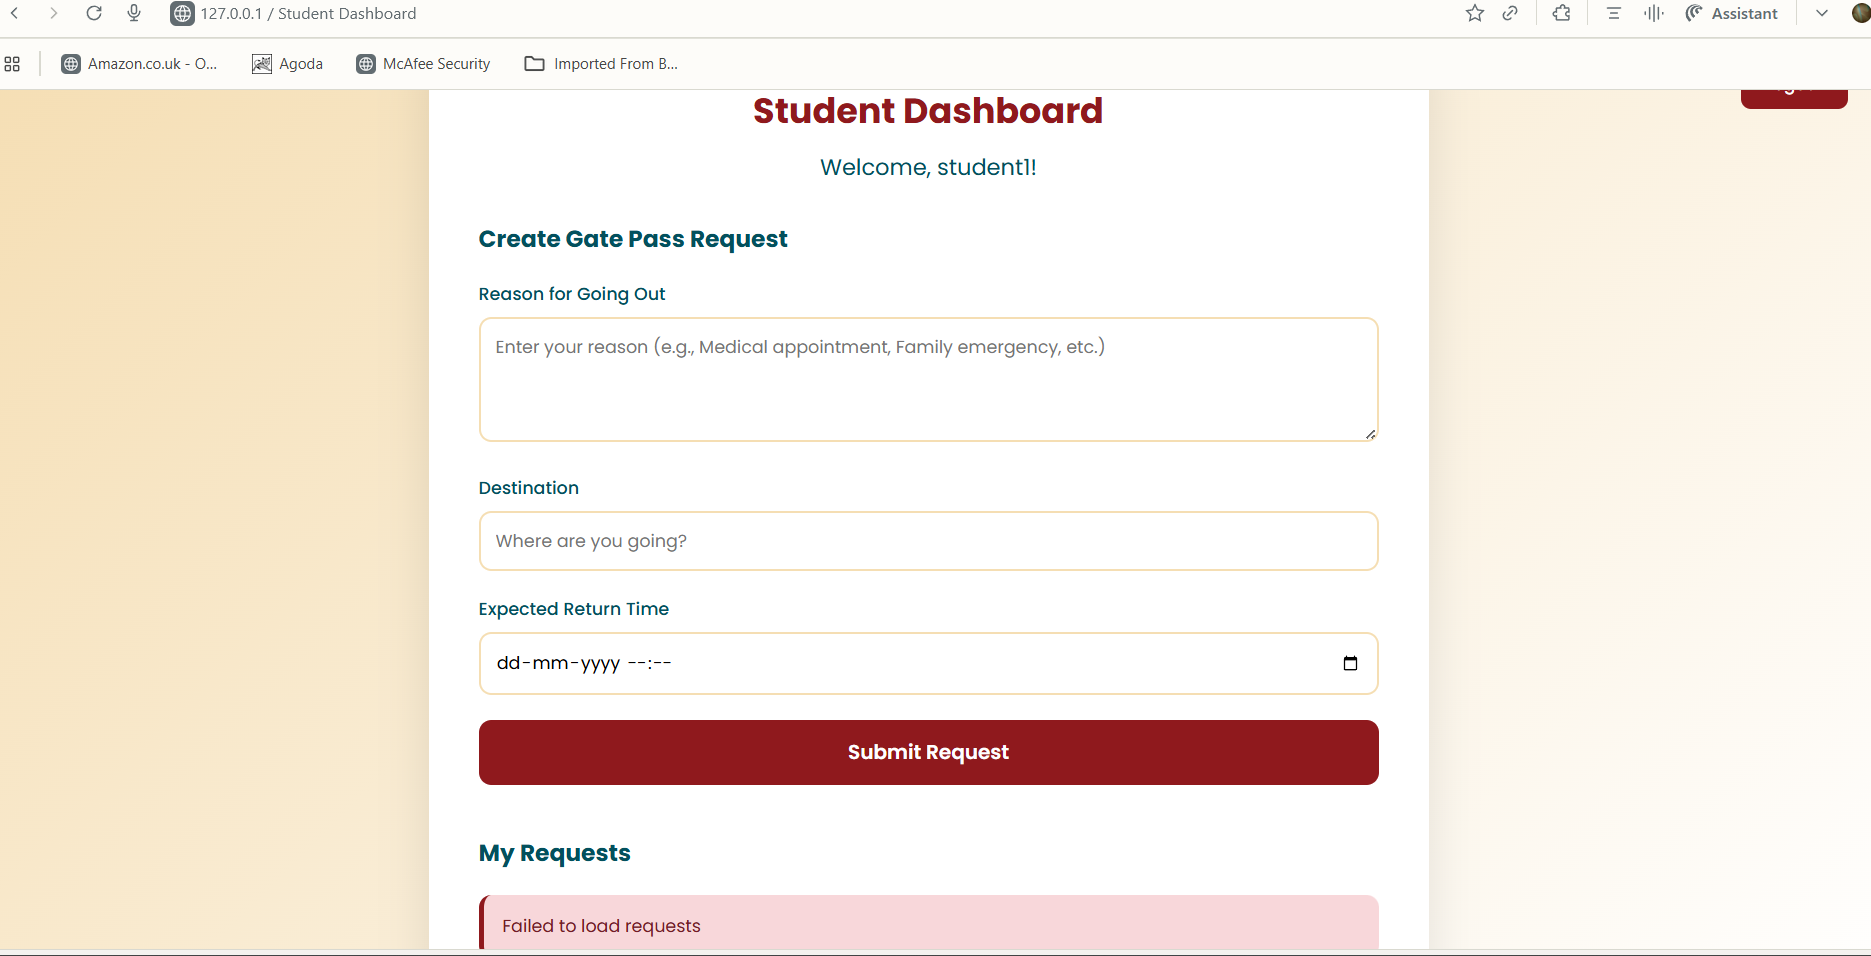 127.0.0.1 / Student Dashboard
Assistant
Amazon.co.uk - O...
Agoda
McAfee Security
Imported From B...
Student Dashboard
Welcome, student1!
Create Gate Pass Request
Reason for Going Out
Enter your reason (e.g., Medical appointment, Family emergency, etc.)
Destination
Where are you going?
Expected Return Time
dd-mm-yyyy --:--
Submit Request
My Requests
Failed to load requests